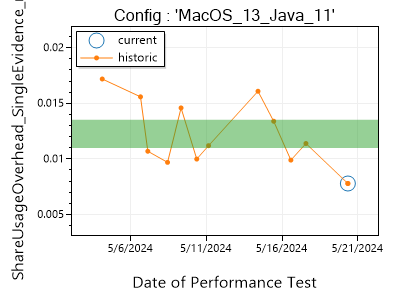 Config : 'MacOS_13_Java_11'
ShareUsageOverhead_SingleEvidence_
current
historic
0.02
0.015
0.01
0.005
5/6/2024
5/11/2024
5/16/2024
5/21/2024
Date of Performance Test